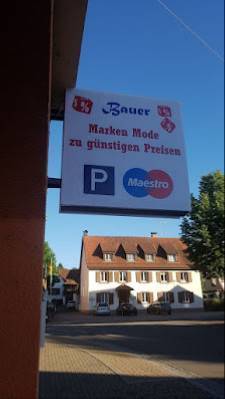 %
Bauer
%
%
Marken Mode
zu günstigen Preisen
P
Maestro